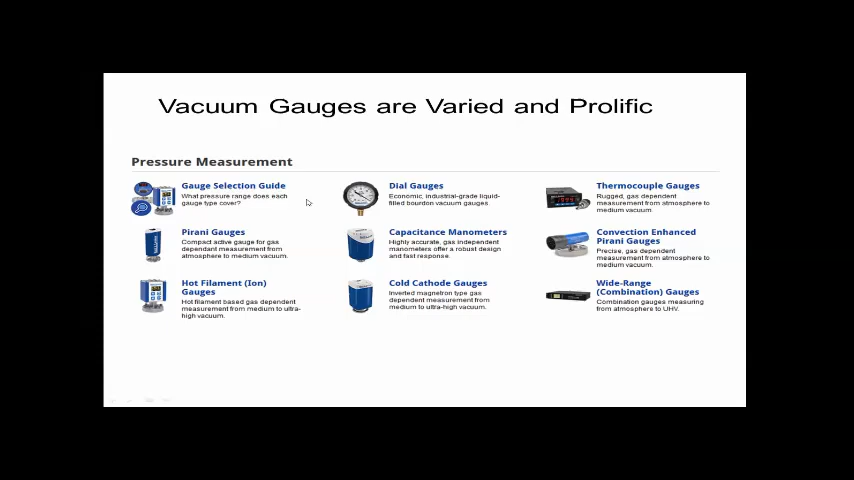 Vacuum Gauges are Varied and Prolific
Pressure Measurement
Gauge Selection Guide
What pressure range does each
gauge type cover?
Dial Gauges
Economic, industrial-grade liquid-
filled bourdon vacuum gauges
Thermocouple Gauges
Rugged, gas dependent
measurement from atmosphere to
medium vacuum.
Pirani Gauges
Compact active gauge for gas
dependant measurement from
atmosphere to medium vacuum.
Capacitance Manometers
Highly accurate, gas independent
manometers offer a robust design
and fast response.
Convection Enhanced
Pirani Gauges
Precise, gas dependent
measurement from atmosphere to
medium vacuum.
Hot Filament (Ion)
Gauges
Hot filament based gas dependent
measurement from medium to ultra-
high vacuum.
Cold Cathode Gauges
Inverted magnetron type gas
dependent measurement from
medium to ultra-high vacuum.
Wide-Range
(Combination) Gauges
Combination gauges measuring
from atmosphere to UHV.